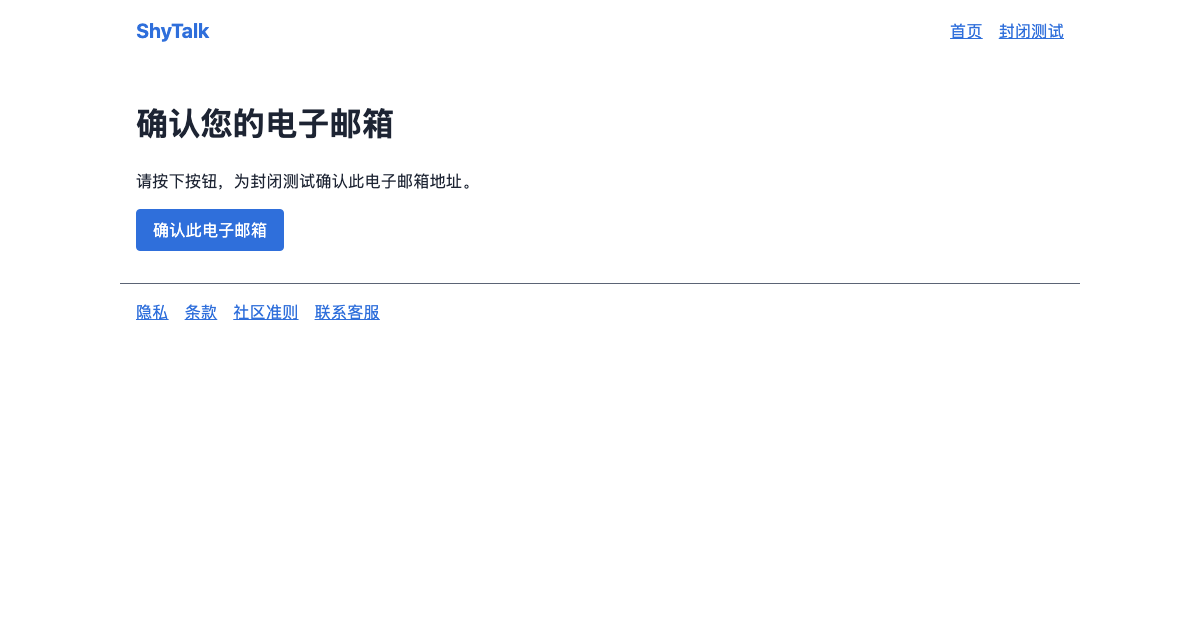 ShyTalk
首页 封闭测试
确认您的电子邮箱
请按下按钮，为封闭测试确认此电子邮箱地址。
确认此电子邮箱
隐私 条款 社区准则 联系客服